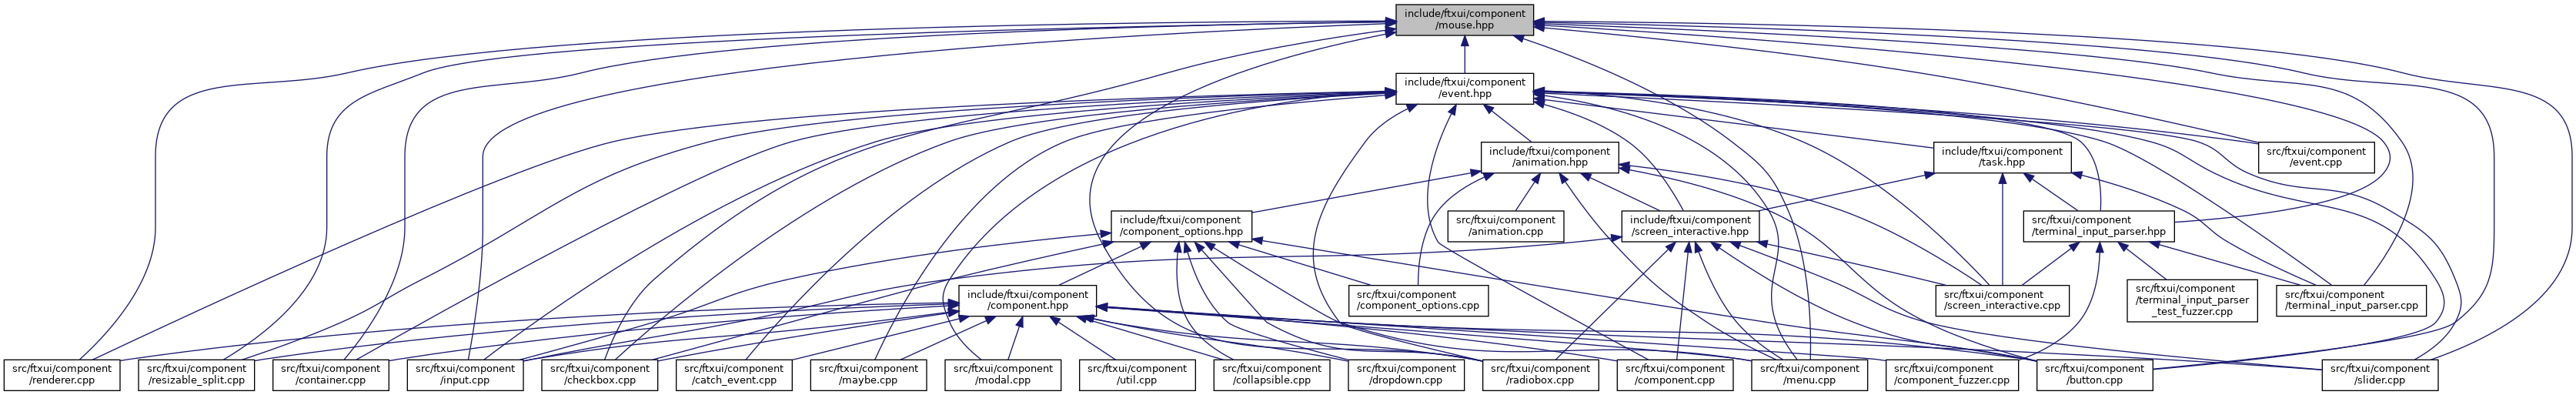 include/ftxui/component
/mouse.hpp
include/ftxui/component
/event.hpp
include/ftxui/component
/animation.hpp
include/ftxui/component
/task.hpp
src/ftxui/component
/event.cpp
include/ftxui/component
/component_options.hpp
src/ftxui/component
/animation.cpp
include/ftxui/component
/screen_interactive.hpp
src/ftxui/component
/terminal_input_parser.hpp
include/ftxui/component
/component.hpp
src/ftxui/component
/component_options.cpp
src/ftxui/component
/screen_interactive.cpp
src/ftxui/component
/terminal_input_parser
_test_fuzzer.cpp
src/ftxui/component
/terminal_input_parser.cpp
src/ftxui/component
/renderer.cpp
src/ftxui/component
/resizable_split.cpp
src/ftxui/component
/container.cpp
src/ftxui/component
/input.cpp
src/ftxui/component
/checkbox.cpp
src/ftxui/component
/catch_event.cpp
src/ftxui/component
/maybe.cpp
src/ftxui/component
/modal.cpp
src/ftxui/component
/util.cpp
src/ftxui/component
/collapsible.cpp
src/ftxui/component
/dropdown.cpp
src/ftxui/component
/radiobox.cpp
src/ftxui/component
/component.cpp
src/ftxui/component
/menu.cpp
src/ftxui/component
/component_fuzzer.cpp
src/ftxui/component
/button.cpp
src/ftxui/component
/slider.cpp